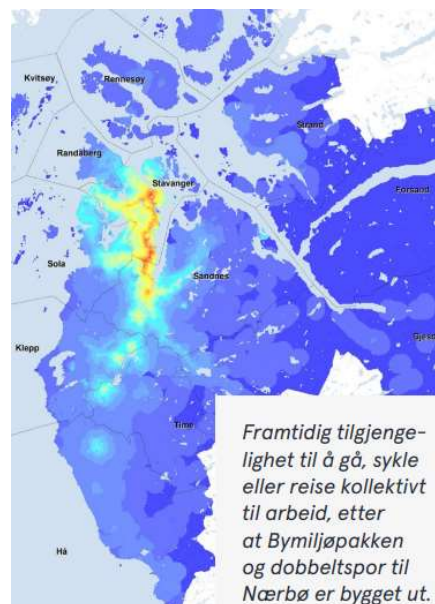 Kvitsøy
Rennesøy
Strand
Randaberg
Stavanger
Forsand
Sola
Sandnes
Gjesd
Klepp
Time
Hå
Framtidig tilgjenge-
lighet til å gå, sykle
eller reise kollektivt
til arbeid, etter
at Bymiljøpakken
og dobbeltspor til
Nærbø er bygget ut.